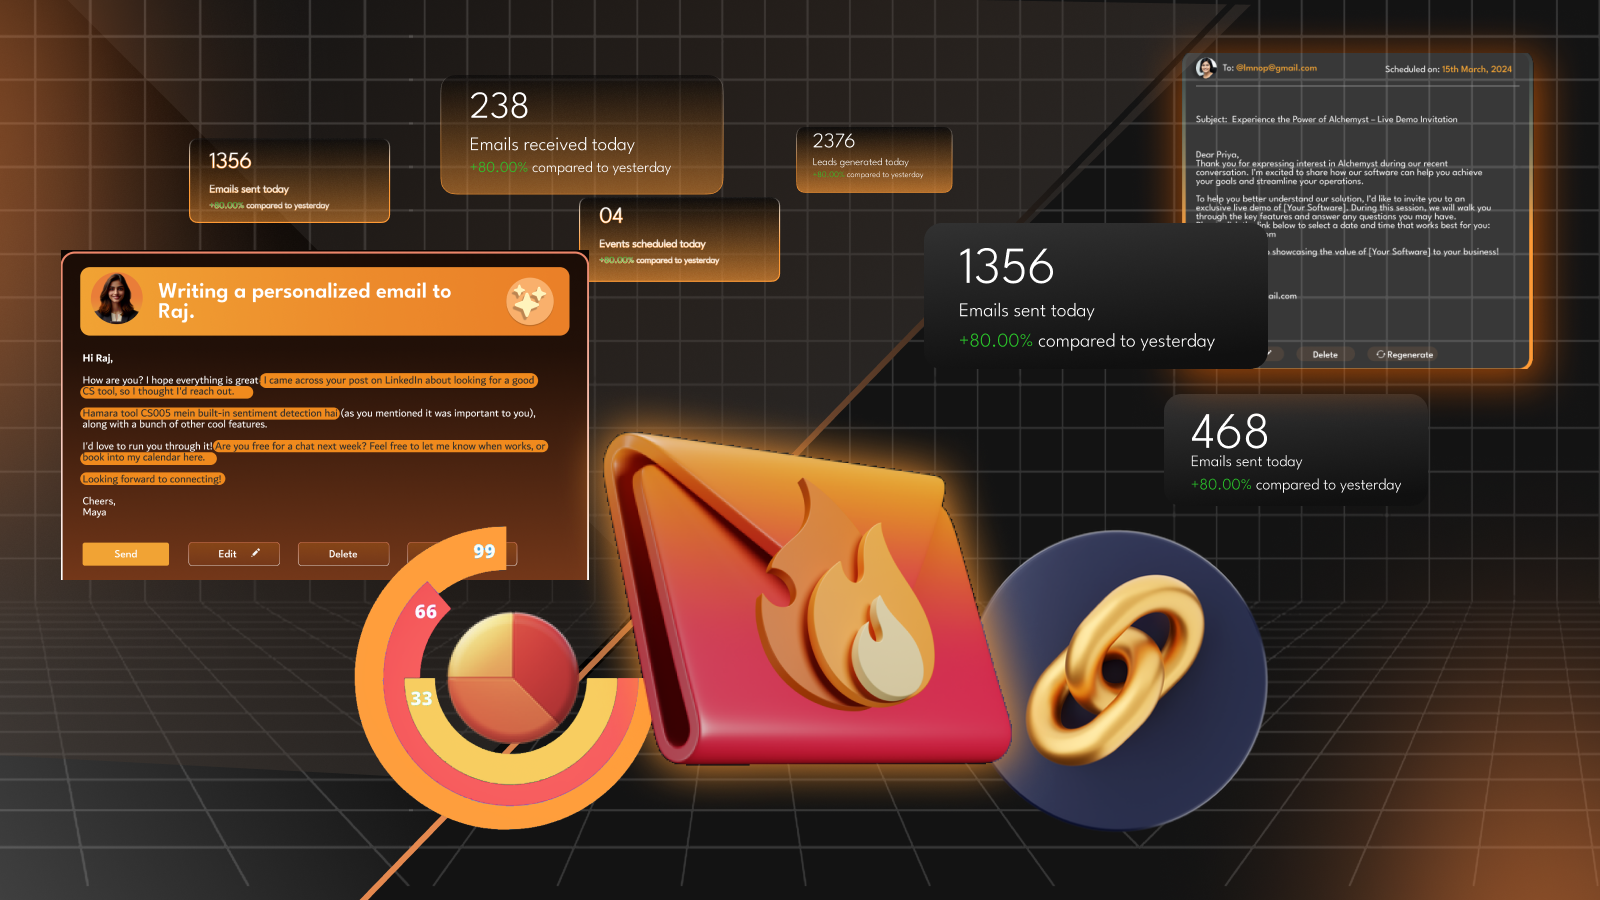 238
Emails received today
+80.00% compared to yesterday
1356
Emails sent today
+80.00% compared to yesterday
2376
Leads generated today
+80.00% compared to yesterday
04
Events scheduled today
+80.00% compared to yesterday
To: @lmnop@gmail.com
Scheduled on: 15th March, 2024
Subject: Experience the Power of Alchemyst – Live Demo Invitation
Dear Priya,
Thank you for expressing interest in Alchemyst during our recent
conversation. I'm excited to share how our software can help you achieve
your goals and streamline your operations.
To help you better understand our solution, I'd like to invite you to an
exclusive live demo of [Your Software]. During this session, we will walk you
through the key features and answer any questions you may have.
link below to select a date and time that works best for you:
om
showcasing the value of [Your Software] to your business!
ail.com
Delete
Regenerate
1356
Emails sent today
+80.00% compared to yesterday
468
Emails sent today
+80.00% compared to yesterday
Writing a personalized email to
Raj.
Hi Raj,
How are you? I hope everything is great I came across your post on LinkedIn about looking for a good
CS tool, so I thought I'd reach out.
Hamara tool CS005 mein built-in sentiment detection hai (as you mentioned it was important to you),
along with a bunch of other cool features.
I'd love to run you through it! Are you free for a chat next week? Feel free to let me know when works, or
book into my calendar here.
Looking forward to connecting!
Cheers,
Maya
Send
Edit
Delete
99
66
33